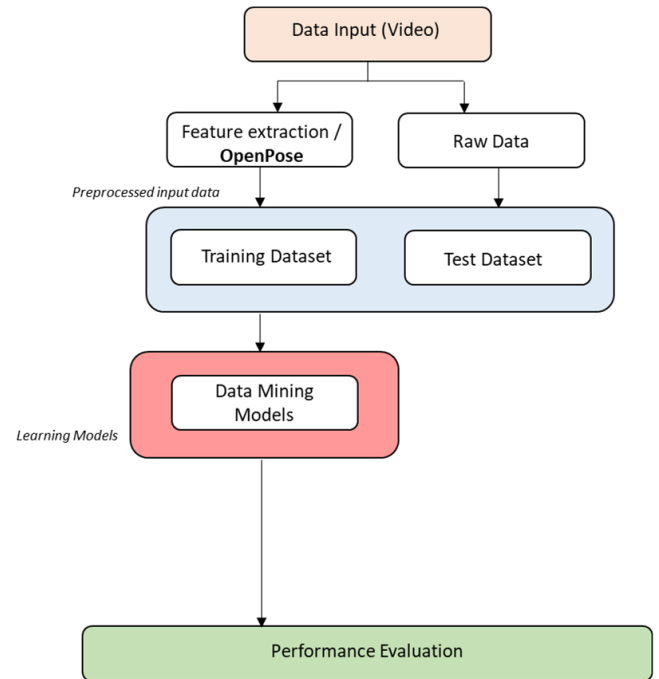 Data Input (Video)
Feature extraction /
OpenPose
Raw Data
Preprocessed input data
Training Dataset
Test Dataset
Data Mining
Models
Learning Models
Performance Evaluation